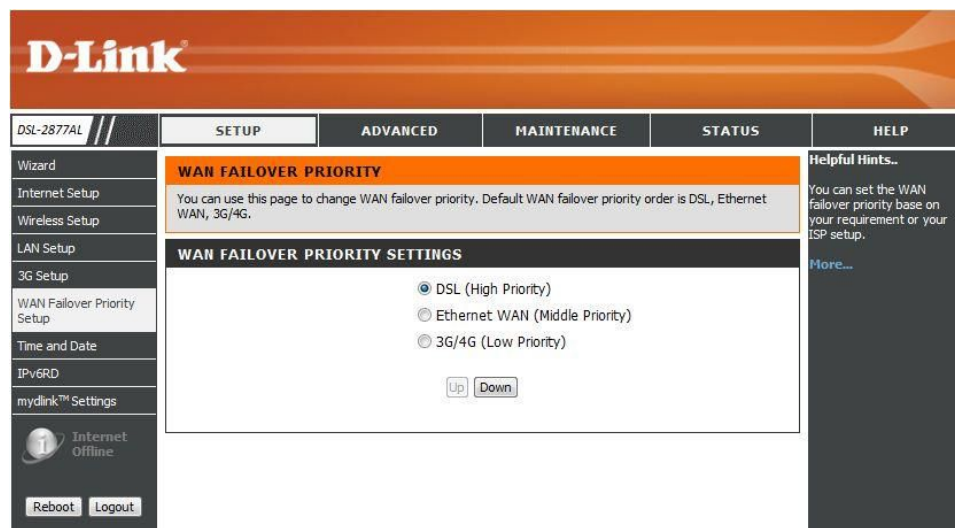 D-Link
DSL-2877AL
SETUP
ADVANCED
MAINTENANCE
STATUS
HELP
Wizard
Internet Setup
Wireless Setup
LAN Setup
3G Setup
WAN Failover Priority
Setup
Time and Date
IPv6RD
mydlink™ Settings
Internet
Offline
Reboot
Logout
WAN FAILOVER PRIORITY
You can use this page to change WAN failover priority. Default WAN failover priority order is DSL, Ethernet
WAN, 3G/4G.
WAN FAILOVER PRIORITY SETTINGS
DSL (High Priority)
Ethernet WAN (Middle Priority)
3G/4G (Low Priority)
Up
Down
Helpful Hints..
You can set the WAN
failover priority base on
your requirement or your
ISP setup.
More...